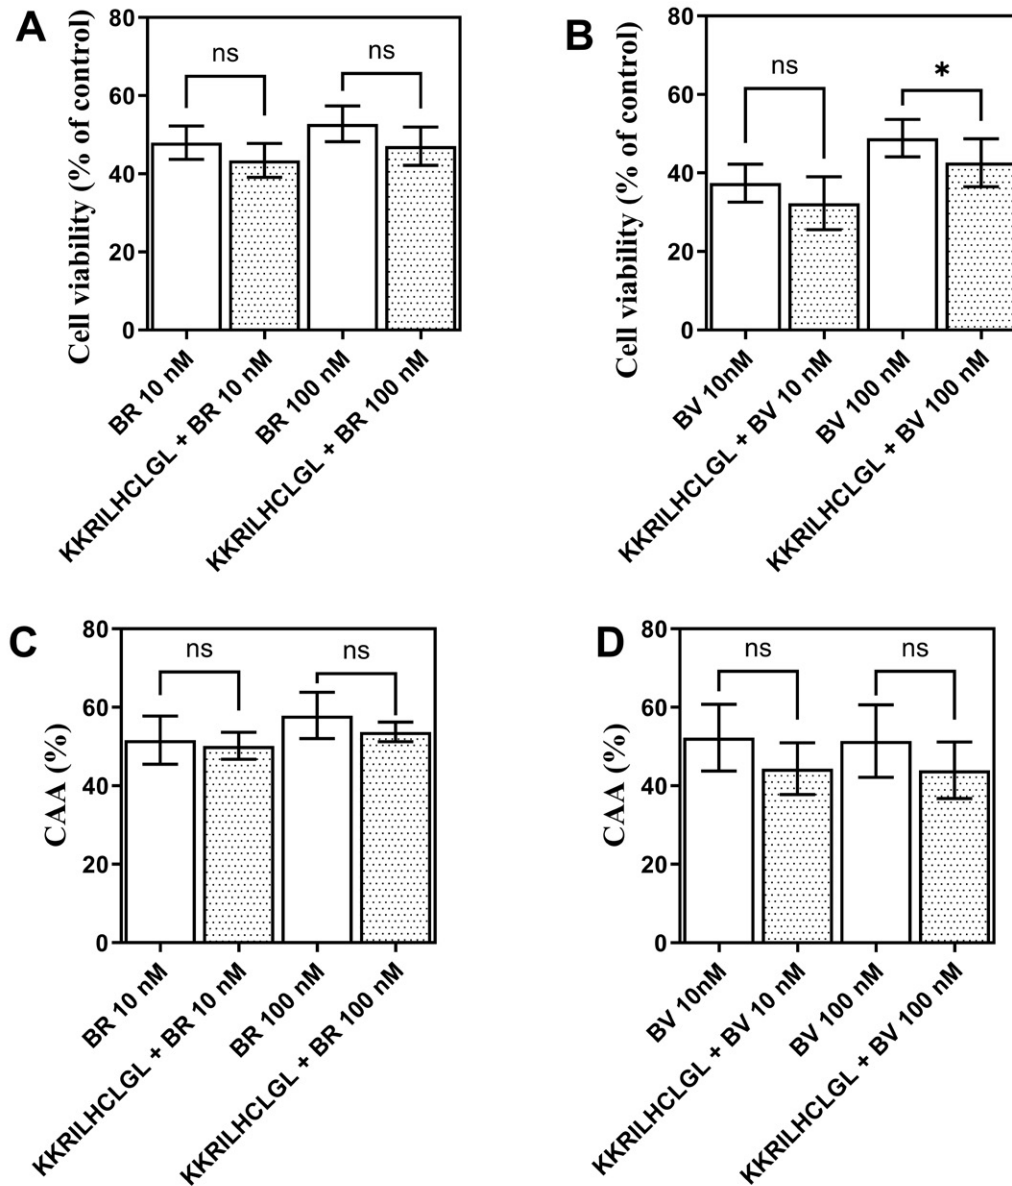 A
Cell viability (% of control)
80
60
40
20
0
ns
ns
BR 10 nM
KKRILHCLGL + BR 10 nM
BR 100 nM
KKRILHCLGL + BR 100 nM
B
Cell viability (% of control)
80
60
40
20
0
ns
*
BV 10nM
KKRILHCLGL + BV 10 nM
BV 100 nM
KKRILHCLGL + BV 100 nM
C
CAA (%)
80
60
40
20
0
ns
ns
BR 10 nM
KKRILHCLGL + BR 10 nM
BR 100 nM
KKRILHCLGL + BR 100 nM
D
CAA (%)
80
60
40
20
0
ns
ns
BV 10nM
KKRILHCLGL + BV 10 nM
BV 100 nM
KKRILHCLGL + BV 100 nM